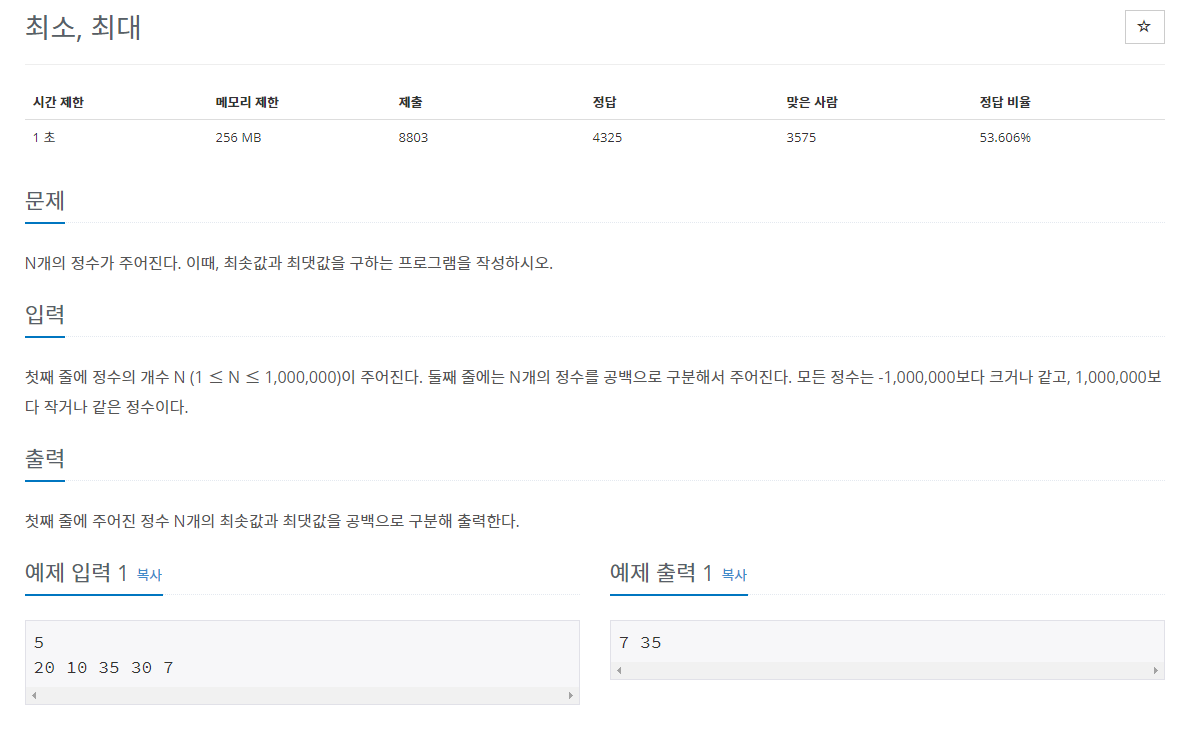 최소, 최대
☆
시간 제한 메모리 제한 제출 정답 맞은 사람 정답 비율
1 초 256 MB 8803 4325 3575 53.606%
문제
N개의 정수가 주어진다. 이때, 최솟값과 최댓값을 구하는 프로그램을 작성하시오.
입력
첫째 줄에 정수의 개수 N (1 ≤ N ≤ 1,000,000)이 주어진다. 둘째 줄에는 N개의 정수를 공백으로 구분해서 주어진다. 모든 정수는 -1,000,000보다 크거나 같고, 1,000,000보
다 작거나 같은 정수이다.
출력
첫째 줄에 주어진 정수 N개의 최솟값과 최댓값을 공백으로 구분해 출력한다.
예제 입력 1 복사
5
20 10 35 30 7
예제 출력 1 복사
7 35